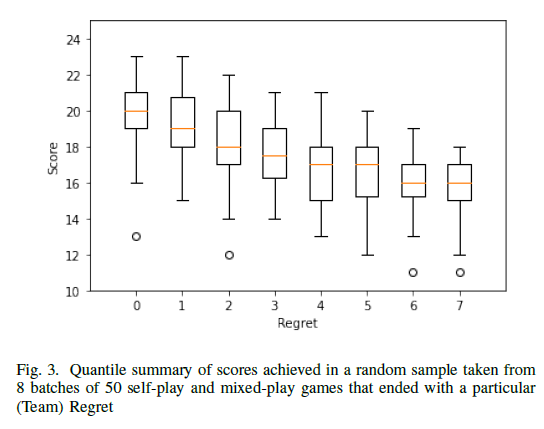 24
22
20
18
16
14
12
10
Score
0 1 2 3 4 5 6 7
Regret
Fig. 3. Quantile summary of scores achieved in a random sample taken from
8 batches of 50 self-play and mixed-play games that ended with a particular
(Team) Regret